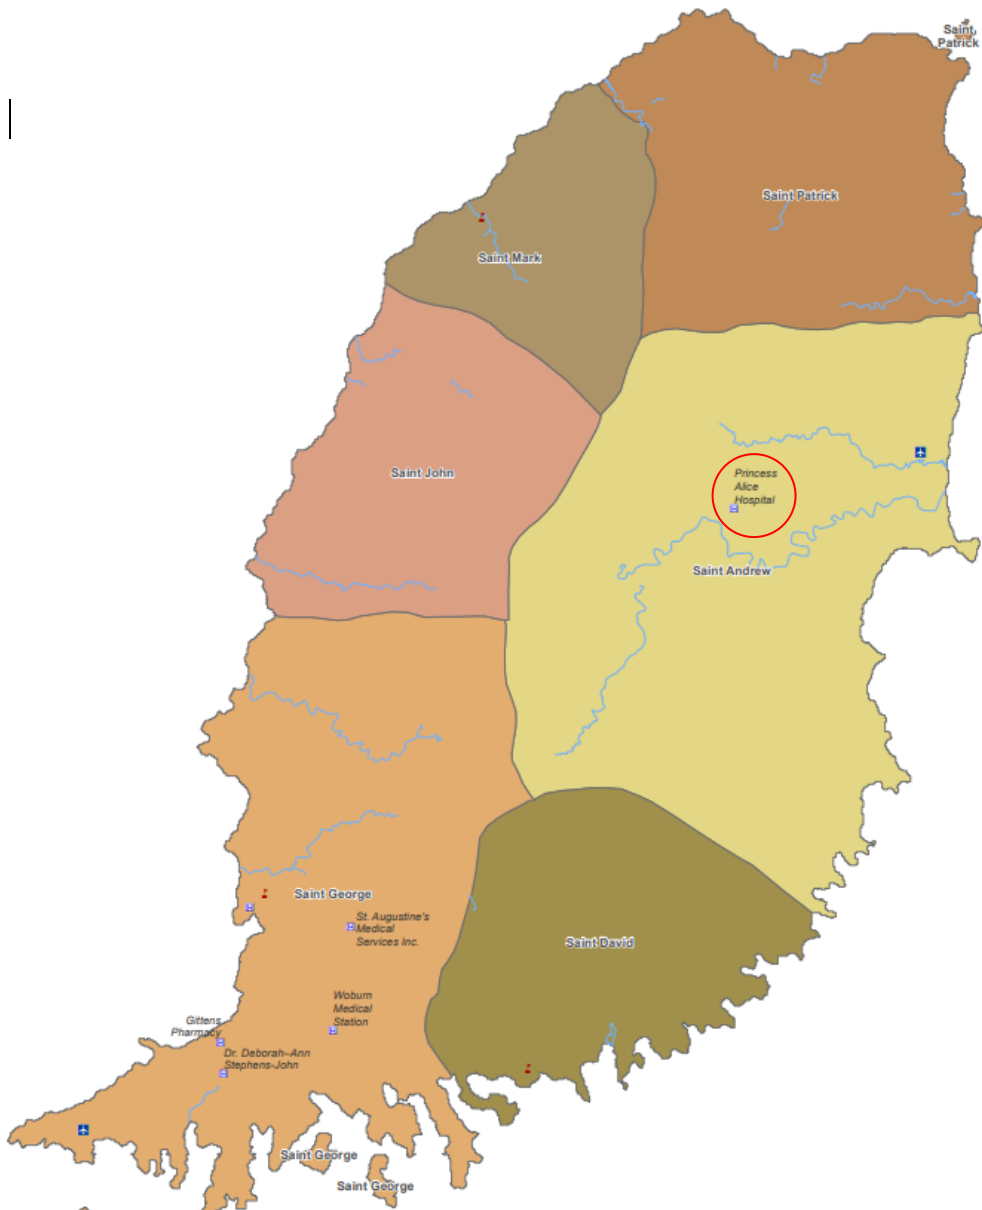 Saint
Patrick
Saint Patrick
Saint Mark
Saint John
Princess
Alice
Hospital
Saint Andrew
Saint George
St. Augustine's
Medical
Services Inc.
Saint David
Woburn
Medical
Station
Gittens
Pharmacy
Dr. Deborah–Ann
Stephens-John
Saint George
Saint George